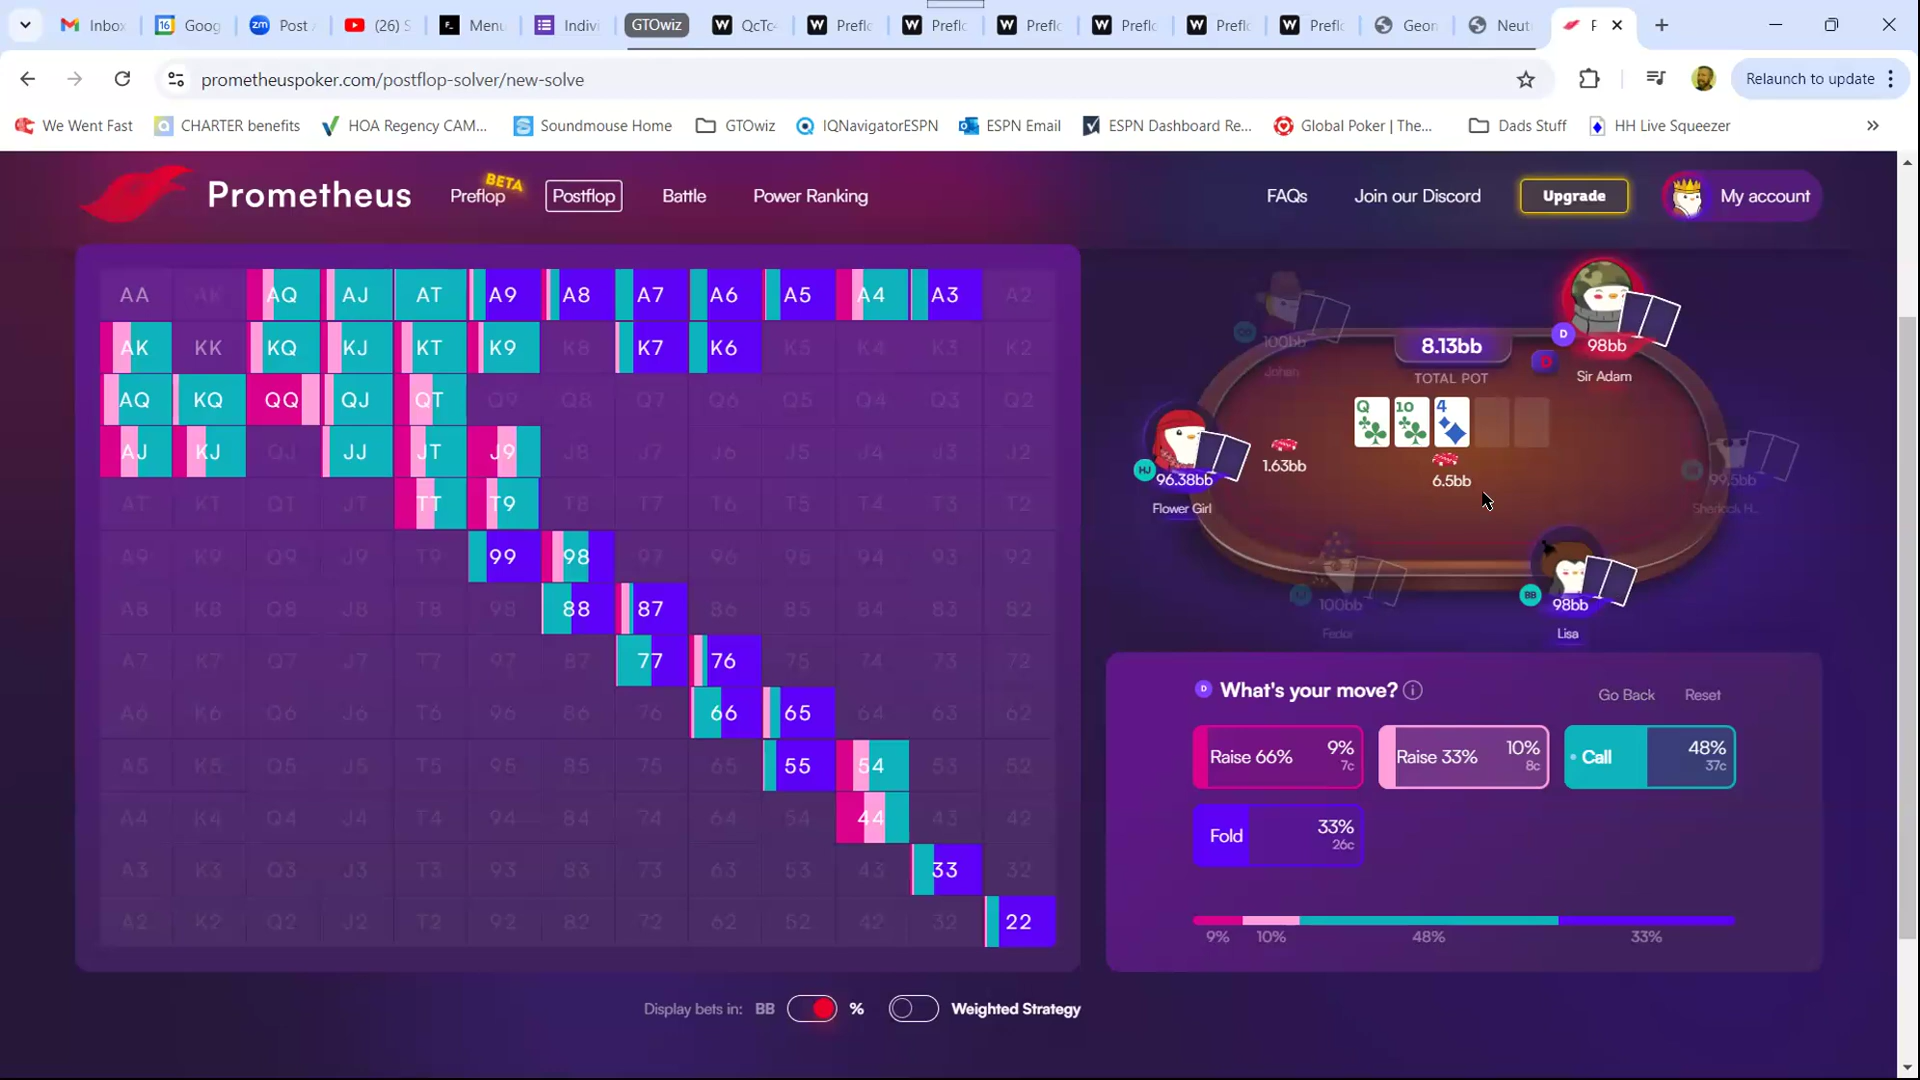 Inbox
Goog
Post
(26) S
Menu
Indivi
GTOwiz
QcTc4
Preflo
Preflo
Preflo
Preflo
Preflo
Preflo
Geon
Neut
prometheuspoker.com/postflop-solver/new-solve
Relaunch to update
We Went Fast
CHARTER benefits
HOA Regency CAM...
Soundmouse Home
GTOwiz
IQNavigatorESPN
ESPN Email
ESPN Dashboard Re...
Global Poker | The...
Dads Stuff
HH Live Squeezer
»
Prometheus
Preflop
BETA
Postflop
Battle
Power Ranking
FAQs
Join our Discord
Upgrade
My account
AA AK AQ AJ AT A9 A8 A7 A6 A5 A4 A3 A2
AK KK KQ KJ KT K9 K8 K7 K6 K5 K4 K3 K2
AQ KQ QQ QJ QT Q9 Q8 Q7 Q6 Q5 Q4 Q3 Q2
AJ KJ QJ JJ JT J9 J8 J7 J6 J5 J4 J3 J2
AT KT QT JT TT T9 T8 T7 T6 T5 T4 T3 T2
A9 K9 Q9 J9 T9 99 98 97 96 95 94 93 92
A8 K8 Q8 J8 T8 98 88 87 86 85 84 83 82
A7 K7 Q7 J7 T7 97 87 77 76 75 74 73 72
A6 K6 Q6 J6 T6 96 86 76 66 65 64 63 62
A5 K5 Q5 J5 T5 95 85 75 65 55 54 53 52
A4 K4 Q4 J4 T4 94 84 74 64 54 44 43 42
A3 K3 Q3 J3 T3 93 83 73 63 53 43 33 32
A2 K2 Q2 J2 T2 92 82 72 62 52 42 32 22
100bb
Johan
8.13bb
TOTAL POT
D
D
98bb
Sir Adam
Q
10
4
HJ
96.38bb
Flower Girl
1.63bb
6.5bb
99.5bb
Sherlock H..
100bb
Fedor
BB
98bb
Lisa
D
What's your move?
Go Back
Reset
Raise 66%
9%
7c
Raise 33%
10%
8c
Call
48%
37c
Fold
33%
26c
9%
10%
48%
33%
Display bets in:
BB
%
Weighted Strategy